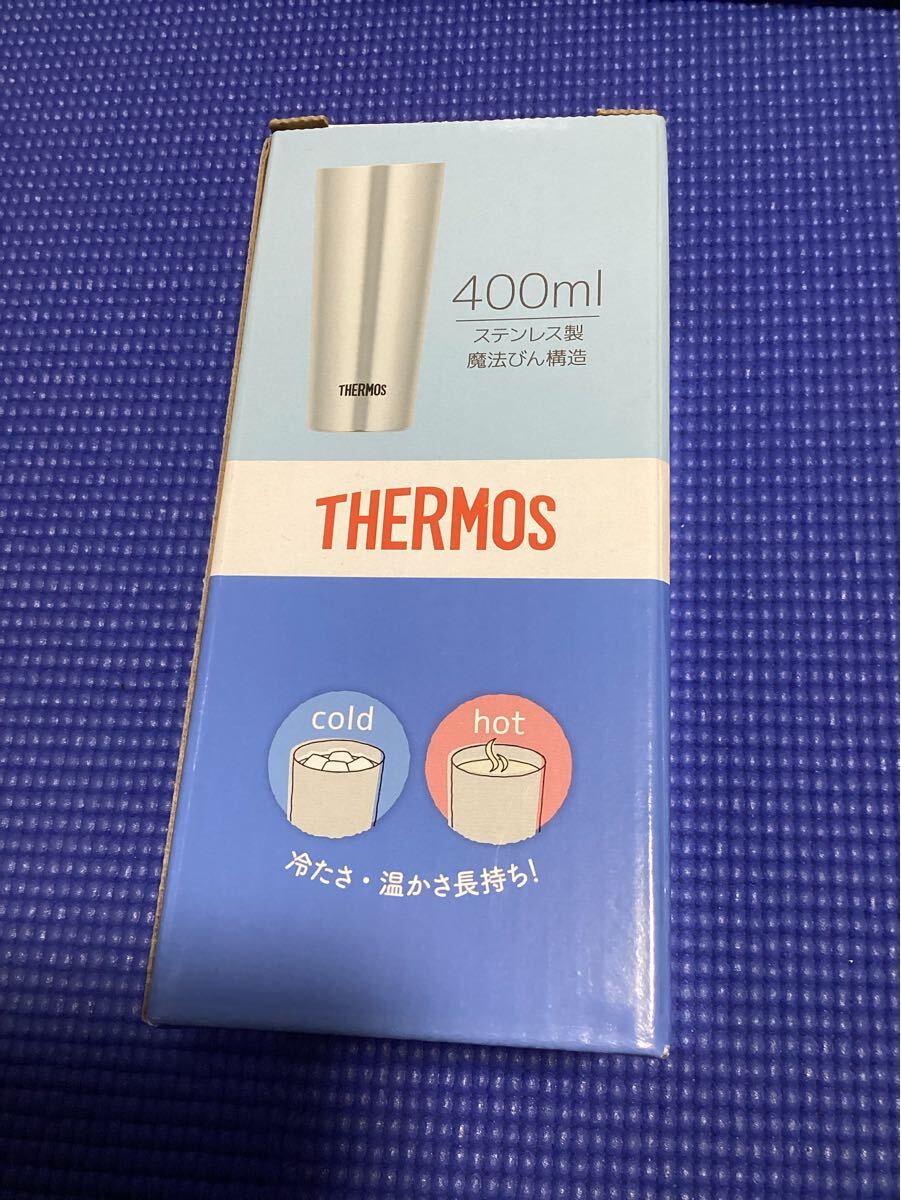 400ml
ステンレス製
魔法びん構造
THERMOS
THERMOS
cold
hot
冷たさ・温かさ長持ち!